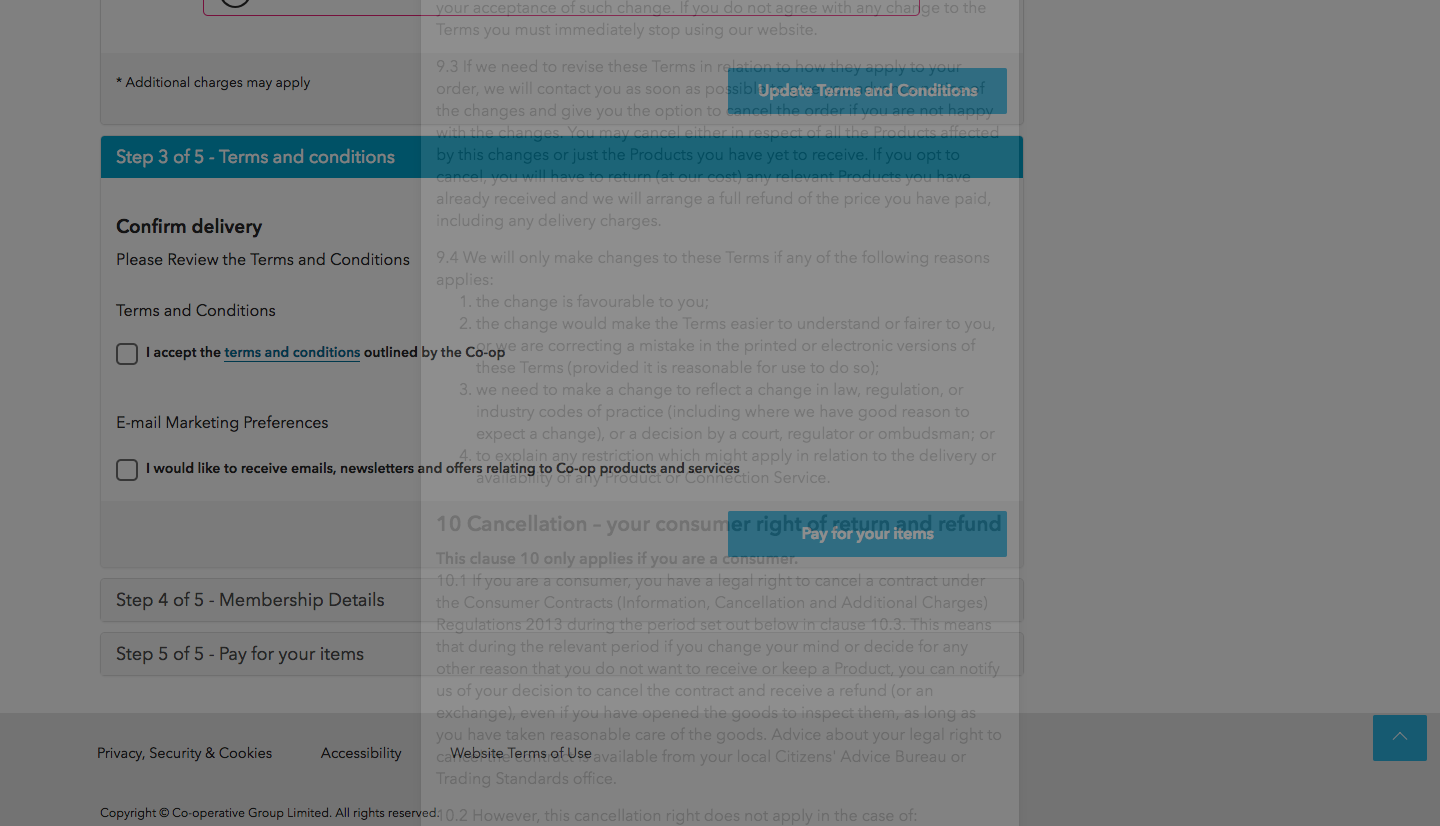 your acceptance of such change. If you do not agree with any change to the
Terms you must immediately stop using our website.
* Additional charges may apply
9.3 If we need to revise these Terms in relation to how they apply to your
order, we will contact you as soon as of
the changes and give you the option to cancel the order if you are not happy
with the changes. You may cancel either in respect of all the Products affected
by this changes or just the Products you have yet to receive. If you opt to
cancel, you will have to return (at our cost) any relevant Products you have
already received and we will arrange a full refund of the price you have paid,
including any delivery charges.
Update Terms and Conditions
Step 3 of 5 - Terms and conditions
Confirm delivery
Please Review the Terms and Conditions
Terms and Conditions
I accept the terms and conditions outlined by the Co-op
E-mail Marketing Preferences
I would like to receive emails, newsletters and offers relating to Co-op products and services
9.4 We will only make changes to these Terms if any of the following reasons
applies:
1. the change is favourable to you;
2. the change would make the Terms easier to understand or fairer to you,
or we are correcting a mistake in the printed or electronic versions of
these Terms (provided it is reasonable for use to do so);
3. we need to make a change to reflect a change in law, regulation, or
industry codes of practice (including where we have good reason to
expect a change), or a decision by a court, regulator or ombudsman; or
4. to explain any restriction which might apply in relation to the delivery or
availability of any Product or Connection Service.
10 Cancellation – your consumer right of return and refund
Pay for your items
This clause 10 only applies if you are a consumer.
10.1 If you are a consumer, you have a legal right to cancel a contract under
the Consumer Contracts (Information, Cancellation and Additional Charges)
Regulations 2013 during the period set out below in clause 10.3. This means
that during the relevant period if you change your mind or decide for any
other reason that you do not want to receive or keep a Product, you can notify
us of your decision to cancel the contract and receive a refund (or an
exchange), even if you have opened the goods to inspect them, as long as
you have taken reasonable care of the goods. Advice about your legal right to
cancel the contract is available from your local Citizens' Advice Bureau or
Trading Standards office.
10.2 However, this cancellation right does not apply in the case of:
Step 4 of 5 - Membership Details
Step 5 of 5 - Pay for your items
Privacy, Security & Cookies
Accessibility
Website Terms of Use
Copyright © Co-operative Group Limited. All rights reserved.